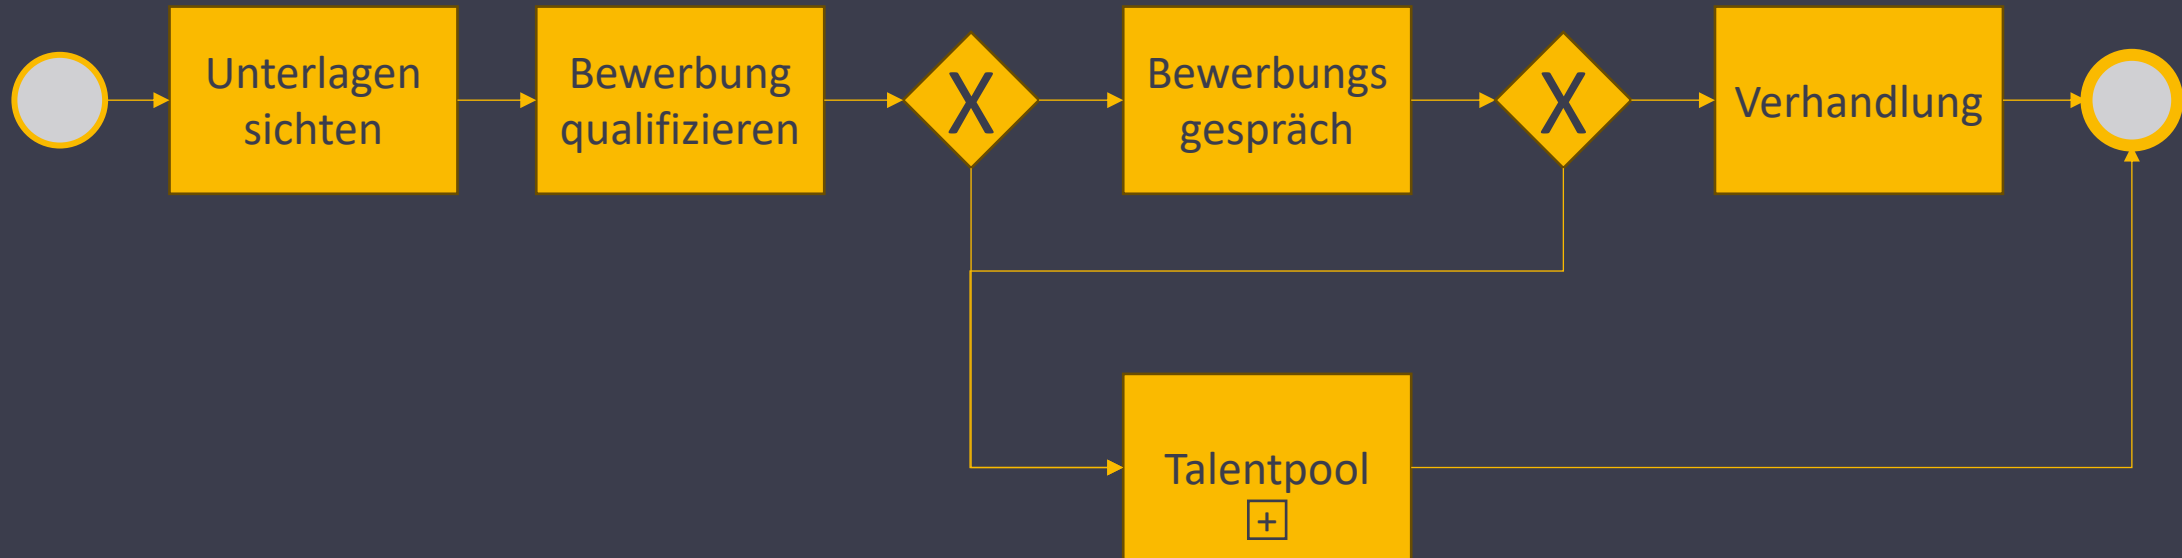 Unterlagen
sichten
Bewerbung
qualifizieren
X
Bewerbungs
gespräch
X
Verhandlung
Talentpool
+